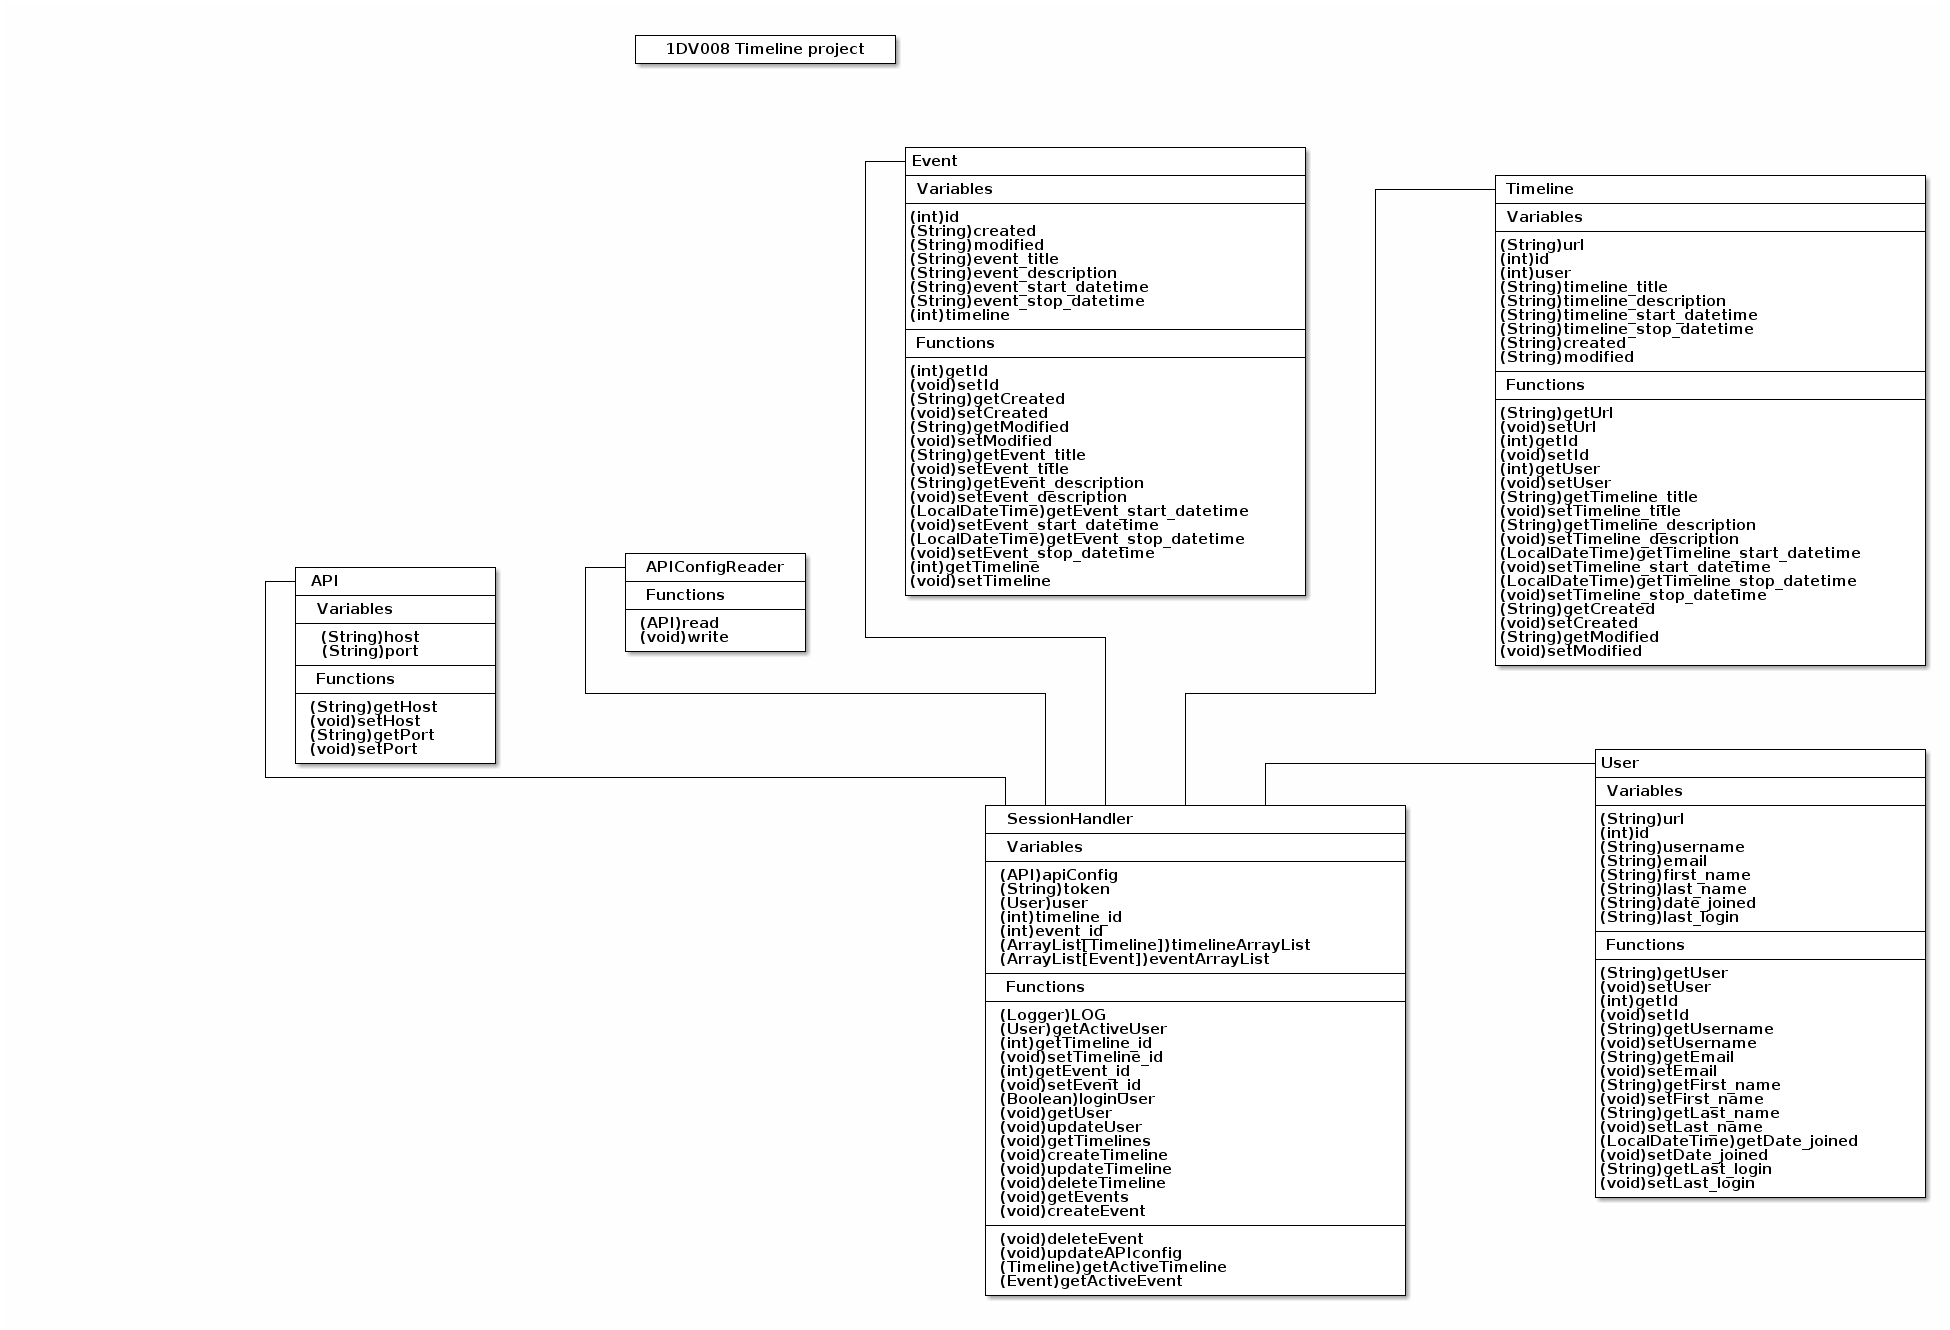 1DV008 Timeline project
Event
Variables
(int)id
(String)created
(String)modified
(String)event_title
(String)event_description
(String)event_start_datetime
(String)event_stop_datetime
(int)timeline
Functions
(int)getId
(void)setId
(String)getCreated
(void)setCreated
(String)getModified
(void)setModified
(String)getEvent_title
(void)setEvent_title
(String)getEvent_description
(void)setEvent_description
(LocalDateTime)getEvent_start_datetime
(void)setEvent_start_datetime
(LocalDateTime)getEvent_stop_datetime
(void)setEvent_stop_datetime
(int)getTimeline
(void)setTimeline
Timeline
Variables
(String)url
(int)id
(int)user
(String)timeline_title
(String)timeline_description
(String)timeline_start_datetime
(String)timeline_stop_datetime
(String)created
(String)modified
Functions
(String)getUrl
(void)setUrl
(int)getId
(void)setId
(int)getUser
(void)setUser
(String)getTimeline_title
(void)setTimeline_title
(String)getTimeline_description
(void)setTimeline_description
(LocalDateTime)getTimeline_start_datetime
(void)setTimeline_start_datetime
(LocalDateTime)getTimeline_stop_datetime
(void)setTimeline_stop_datetime
(String)getCreated
(void)setCreated
(String)getModified
(void)setModified
API
Variables
(String)host
(String)port
Functions
(String)getHost
(void)setHost
(String)getPort
(void)setPort
APIConfigReader
Functions
(API)read
(void)write
SessionHandler
Variables
(API)apiConfig
(String)token
(User)user
(int)timeline_id
(int)event_id
(ArrayList[Timeline])timelineArrayList
(ArrayList[Event])eventArrayList
Functions
(Logger)LOG
(User)getActiveUser
(int)getTimeline_id
(void)setTimeline_id
(int)getEvent_id
(void)setEvent_id
(Boolean)loginUser
(void)getUser
(void)updateUser
(void)getTimelines
(void)createTimeline
(void)updateTimeline
(void)deleteTimeline
(void)getEvents
(void)createEvent
(void)deleteEvent
(void)updateAPIconfig
(Timeline)getActiveTimeline
(Event)getActiveEvent
User
Variables
(String)url
(int)id
(String)username
(String)email
(String)first_name
(String)last_name
(String)date_joined
(String)last_login
Functions
(String)getUser
(void)setUser
(int)getId
(void)setId
(String)getUsername
(void)setUsername
(String)getEmail
(void)setEmail
(String)getFirst_name
(void)setFirst_name
(String)getLast_name
(void)setLast_name
(LocalDateTime)getDate_joined
(void)setDate_joined
(String)getLast_login
(void)setLast_login